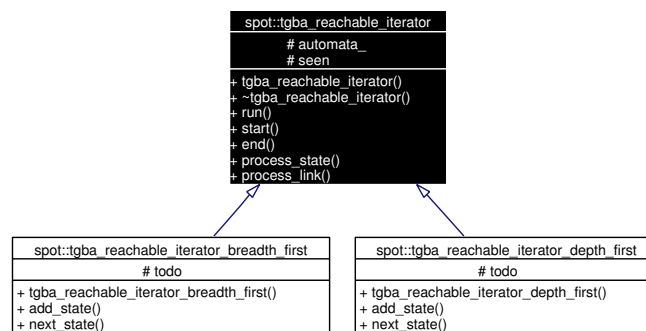 spot::tgba_reachable_iterator
# automata_
# seen
+ tgba_reachable_iterator()
+ ~tgba_reachable_iterator()
+ run()
+ start()
+ end()
+ process_state()
+ process_link()
spot::tgba_reachable_iterator_breadth_first
# todo
+ tgba_reachable_iterator_breadth_first()
+ add_state()
+ next_state()
spot::tgba_reachable_iterator_depth_first
# todo
+ tgba_reachable_iterator_depth_first()
+ add_state()
+ next_state()